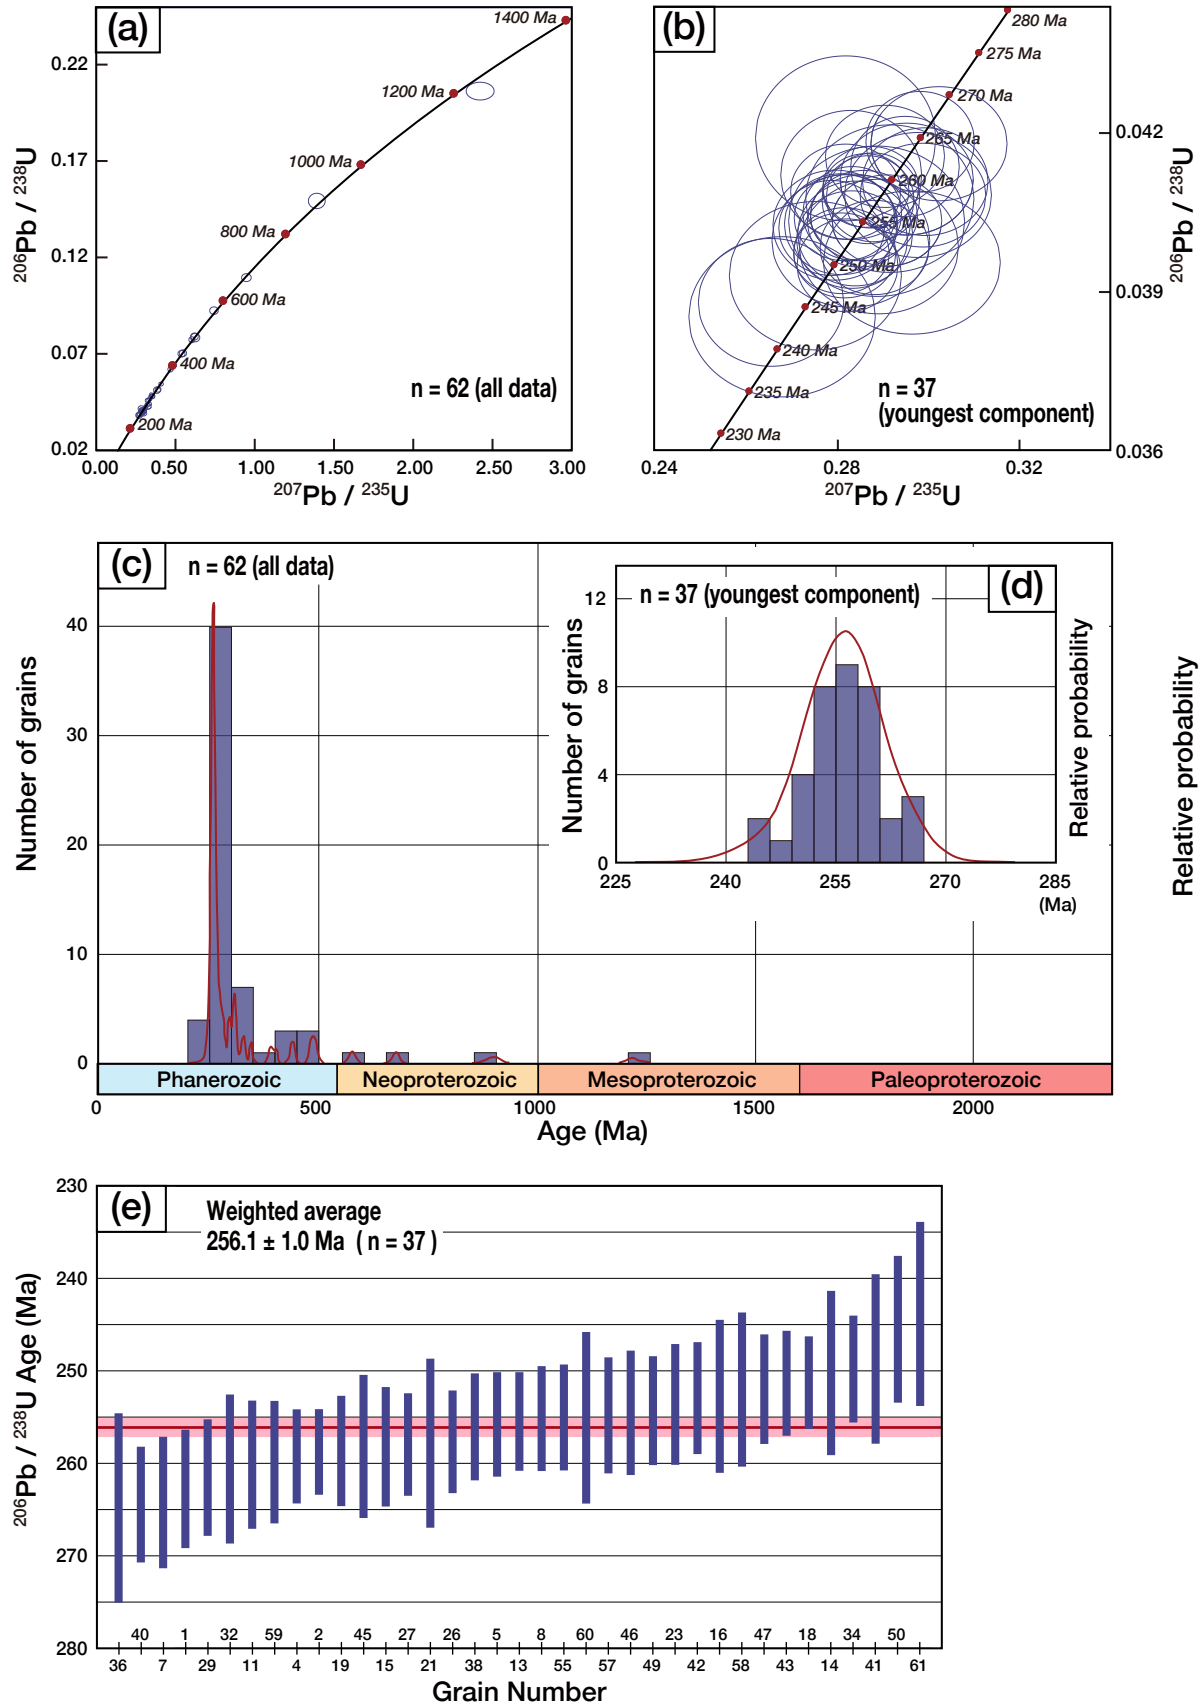 (a)
1400 Ma
1200 Ma
1000 Ma
800 Ma
600 Ma
400 Ma
200 Ma
n = 62 (all data)
0.22
0.17
0.12
0.07
0.02
206Pb / 238U
0.00 0.50 1.00 1.50 2.00 2.50 3.00
207Pb / 235U
(b)
280 Ma
275 Ma
270 Ma
265 Ma
260 Ma
255 Ma
250 Ma
245 Ma
240 Ma
235 Ma
230 Ma
n = 37
(youngest component)
0.042
0.039
0.036
206Pb / 238U
0.24 0.28 0.32
207Pb / 235U
(c)
n = 62 (all data)
40
30
20
10
0
Number of grains
Relative probability
Phanerozoic Neoproterozoic Mesoproterozoic Paleoproterozoic
0 500 1000 1500 2000
Age (Ma)
(d)
n = 37 (youngest component)
12
8
4
0
Number of grains
Relative probability
225 240 255 270 285
(Ma)
(e)
Weighted average
256.1 ± 1.0 Ma ( n = 37 )
230
240
250
260
270
280
206Pb / 238U Age (Ma)
40 1 32 59 2 45 27 26 5 8 60 46 23 16 47 18 34 50
36 7 29 11 4 19 15 21 38 13 55 57 49 42 58 43 14 41 61
Grain Number